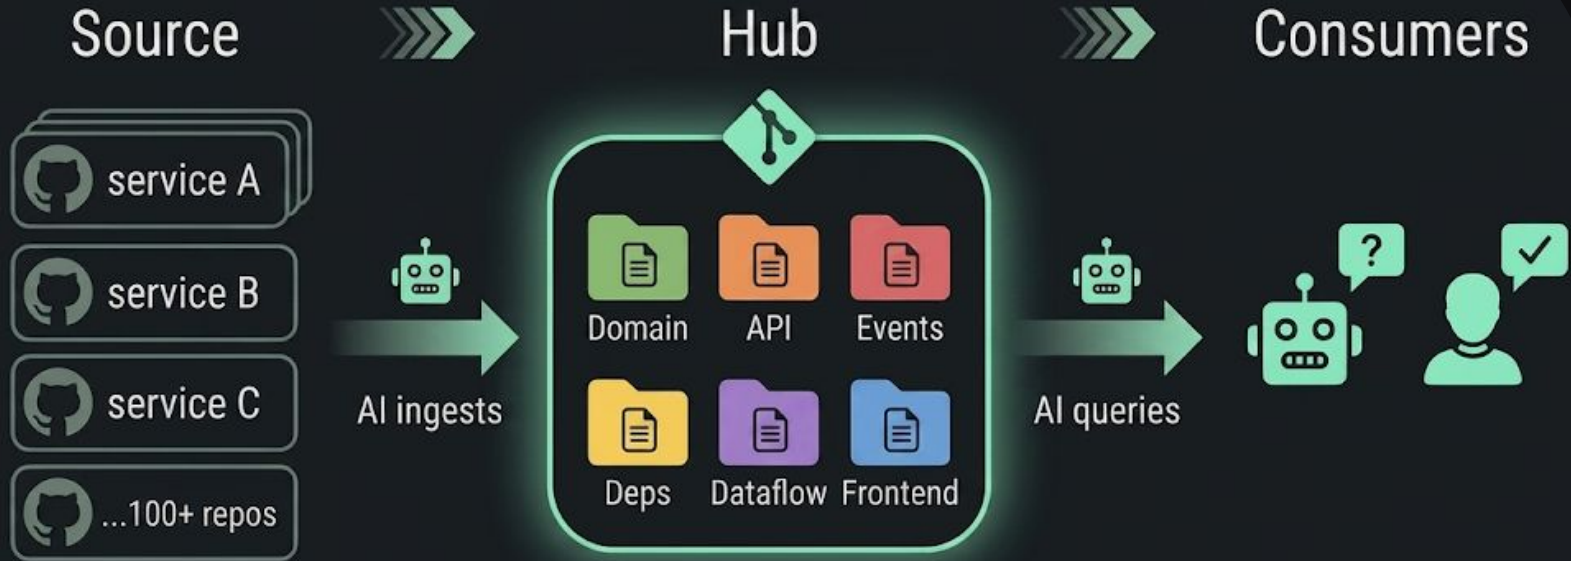 Source
Hub
Consumers
service A
service B
service C
...100+ repos
AI ingests
Domain
API
Events
Deps
Dataflow
Frontend
AI queries
?